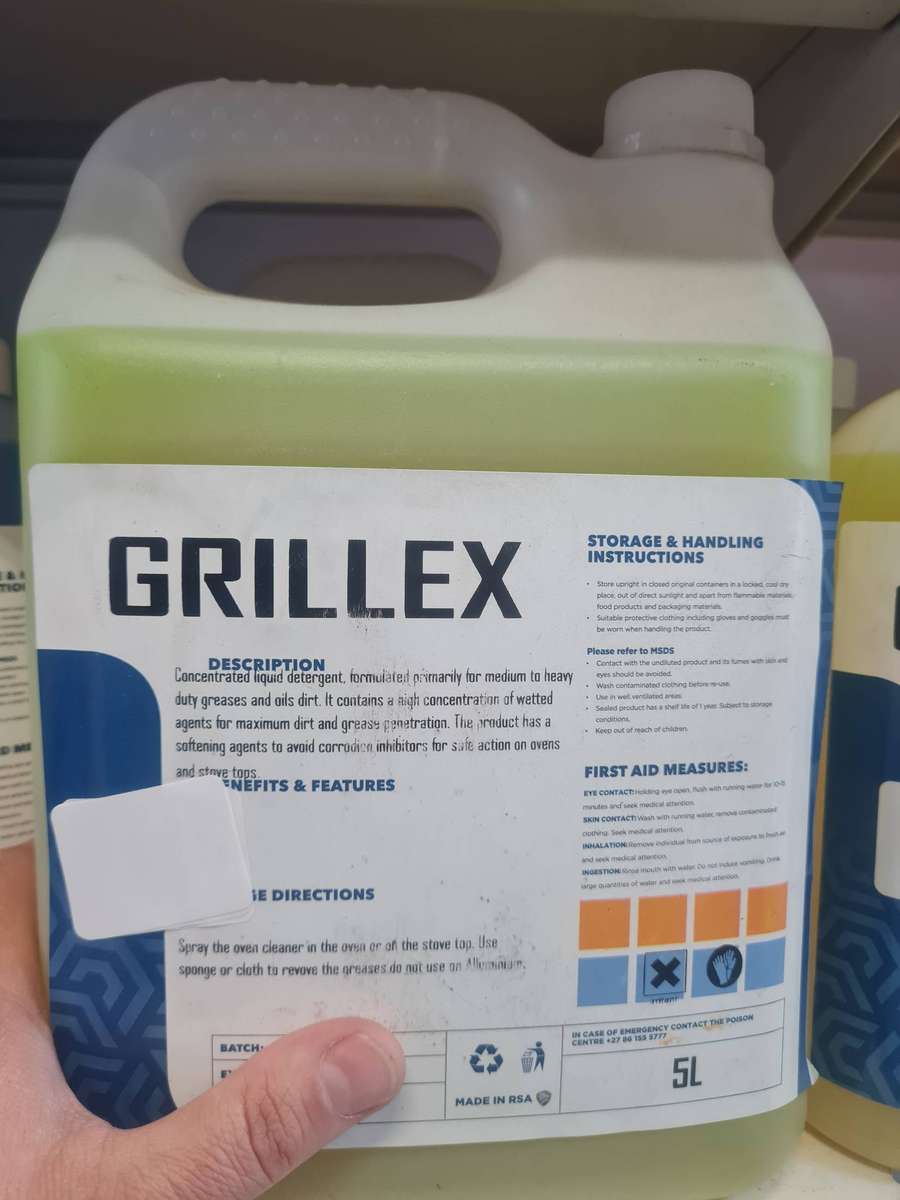 GRILLEX
DESCRIPTION
Concentrated liquid detergent, formulated primarily for medium to heavy
duty greases and oils dirt. It contains a high concentration of wetted
agents for maximum dirt and grease penetration. The product has a
softening agents to avoid corrodion inhibitors for safe action on ovens
and stove tops.
ENEFITS & FEATURES
GE DIRECTIONS
Spray the oven cleaner in the oven or on the stove top. Use
sponge or cloth to revove the greases do not use on Alluminium.
BATCH:
STORAGE & HANDLING
INSTRUCTIONS
• Store upright in closed original containers in a locked, cool dry
place, out of direct sunlight and apart from flammable materials,
food products and packaging materials.
• Suitable protective clothing including gloves and goggles must
be worn when handling the product.
Please refer to MSDS
• Contact with the undiluted product and its fumes with skin and
eyes should be avoided.
• Wash contaminated clothing before re-use.
• Use in well ventilated areas.
• Sealed product has a shelf life of 1 year. Subject to storage
conditions.
• Keep out of reach of children.
FIRST AID MEASURES:
EYE CONTACT: Holding eye open, flush with running water for 10-15
minutes and seek medical attention.
SKIN CONTACT: Wash with running water, remove contaminated
clothing. Seek medical attention.
INHALATION: Remove individual from source of exposure to fresh air
and seek medical attention.
INGESTION: Rinse mouth with water. Do not induce vomiting. Drink
large quantities of water and seek medical attention.
Irritant
MADE IN RSA
IN CASE OF EMERGENCY CONTACT THE POISON
CENTRE +27 86 155 5777
5L